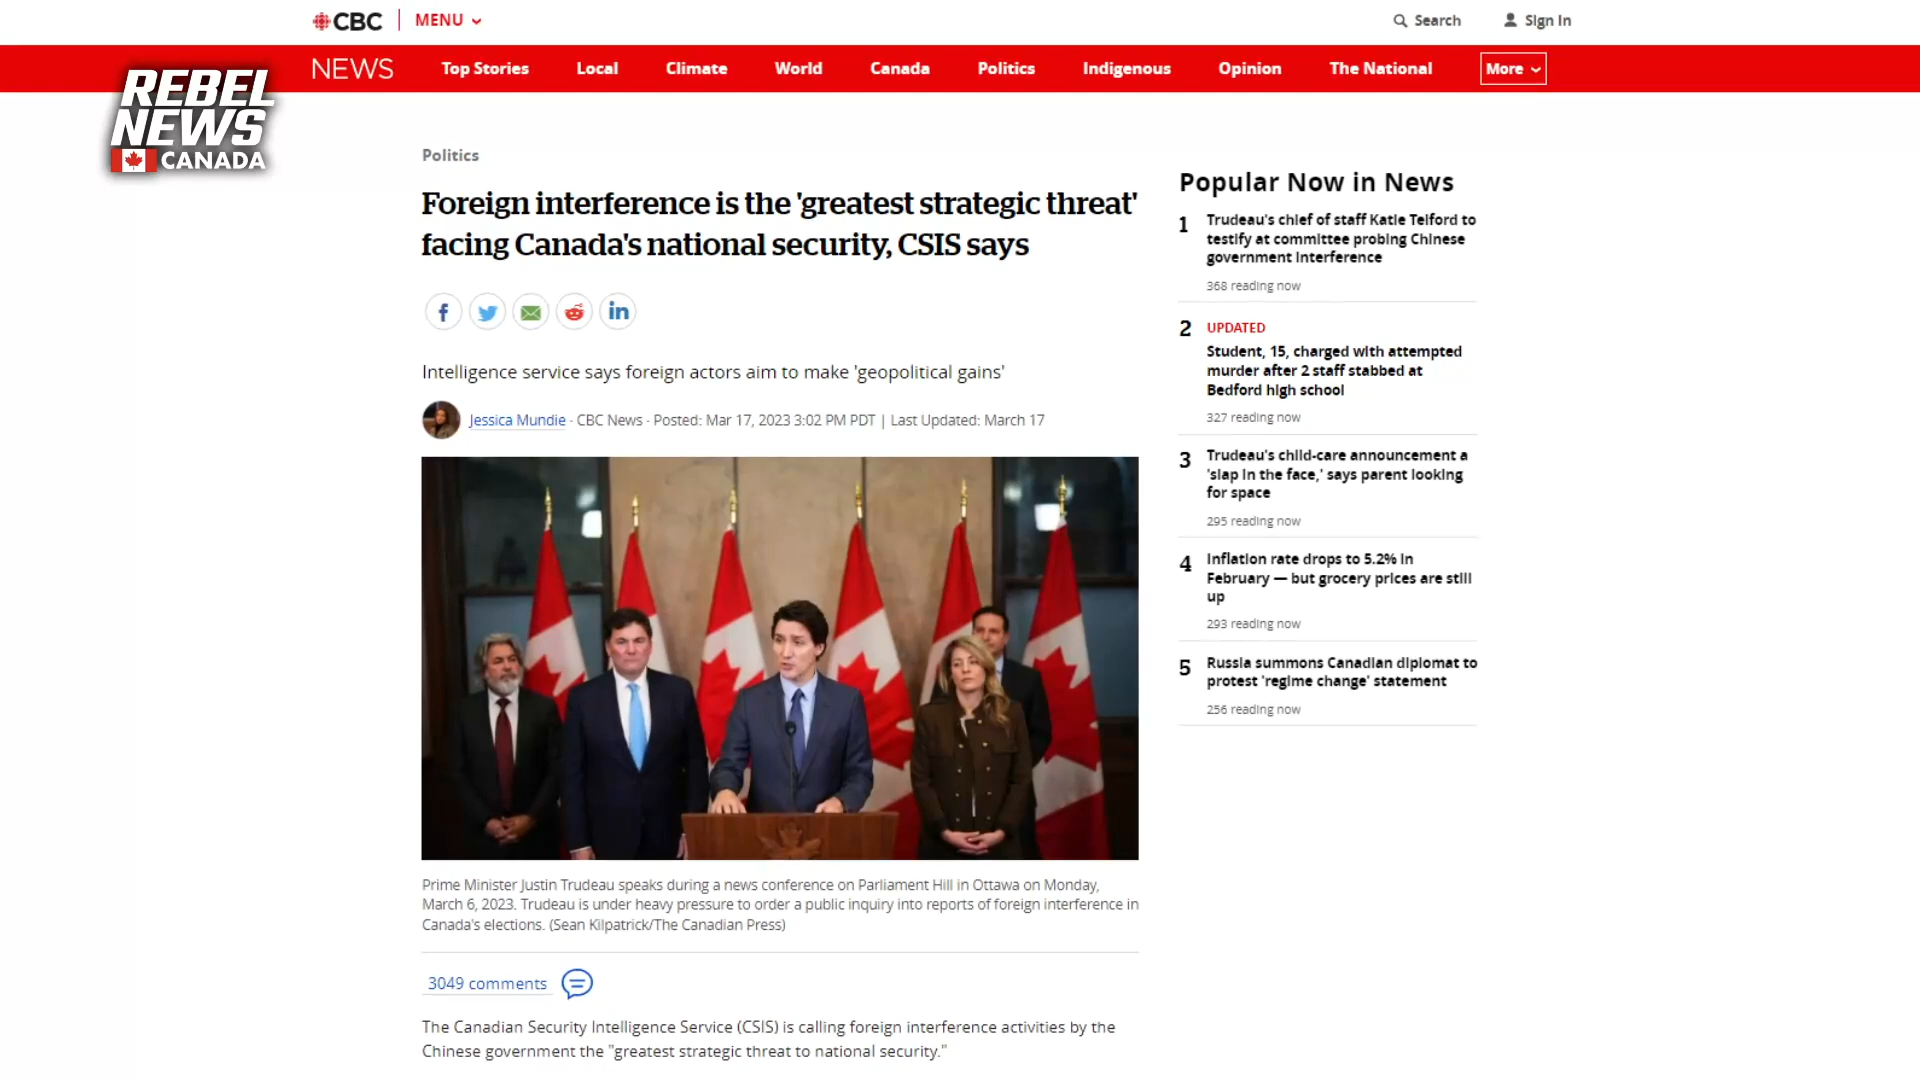 CBC
MENU
Search
Sign In
REBEL
NEWS
CANADA
NEWS
Top Stories
Local
Climate
World
Canada
Politics
Indigenous
Opinion
The National
More
Politics
Foreign interference is the 'greatest strategic threat'
facing Canada's national security, CSIS says
f
in
Intelligence service says foreign actors aim to make 'geopolitical gains'
Jessica Mundie · CBC News · Posted: Mar 17, 2023 3:02 PM PDT | Last Updated: March 17
Prime Minister Justin Trudeau speaks during a news conference on Parliament Hill in Ottawa on Monday,
March 6, 2023. Trudeau is under heavy pressure to order a public inquiry into reports of foreign interference in
Canada's elections. (Sean Kilpatrick/The Canadian Press)
3049 comments
The Canadian Security Intelligence Service (CSIS) is calling foreign interference activities by the
Chinese government the "greatest strategic threat to national security."
Popular Now in News
1 Trudeau's chief of staff Katie Telford to
testify at committee probing Chinese
government interference
368 reading now
2 UPDATED
Student, 15, charged with attempted
murder after 2 staff stabbed at
Bedford high school
327 reading now
3 Trudeau's child-care announcement a
'slap in the face,' says parent looking
for space
295 reading now
4 Inflation rate drops to 5.2% in
February — but grocery prices are still
up
293 reading now
5 Russia summons Canadian diplomat to
protest 'regime change' statement
256 reading now